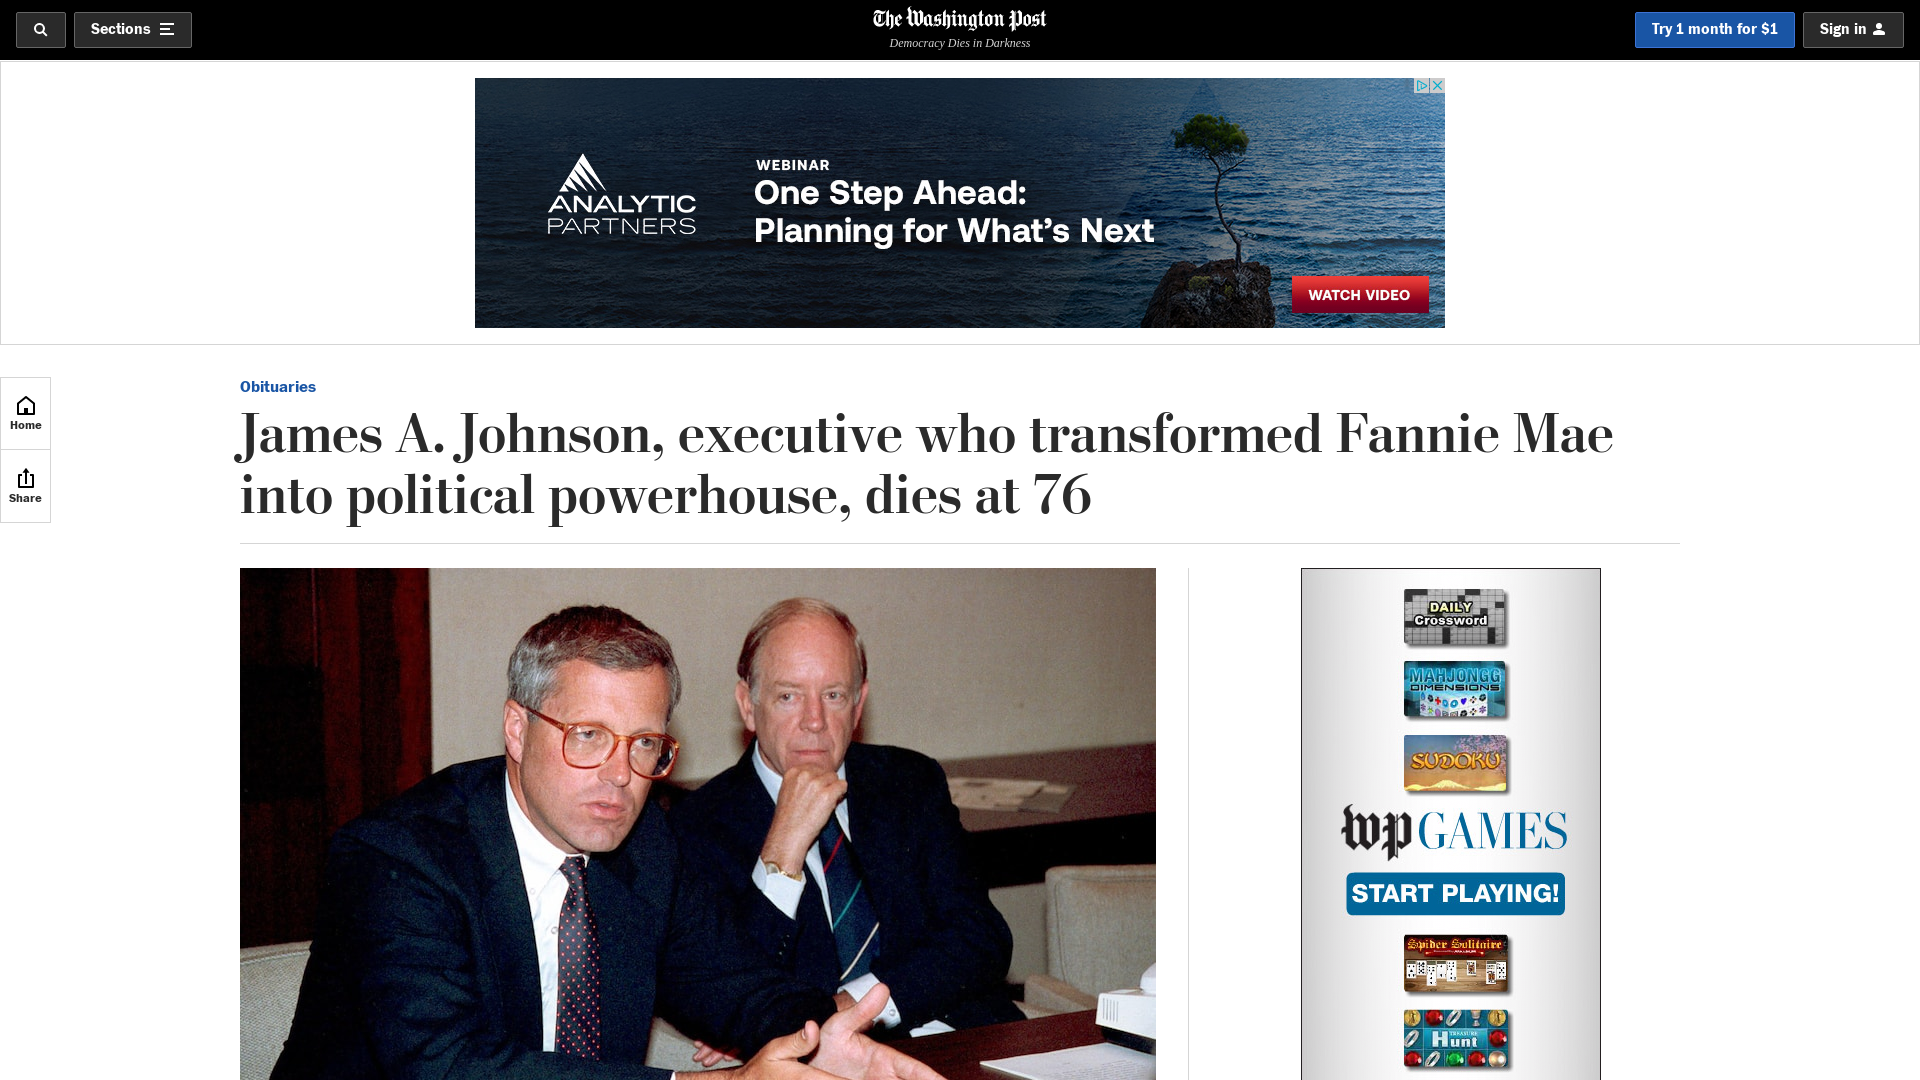 Sections
The Washington Post
Democracy Dies in Darkness
Try 1 month for $1
Sign in
ANALYTIC
PARTNERS
WEBINAR
One Step Ahead:
Planning for What's Next
WATCH VIDEO
Home
Share
Obituaries
James A. Johnson, executive who transformed Fannie Mae
into political powerhouse, dies at 76
DAILY
Crossword
MAHJONGG
DIMENSIONS
SUDOKU
wp GAMES
START PLAYING!
Spider Solitaire
TREASURE
Hunt